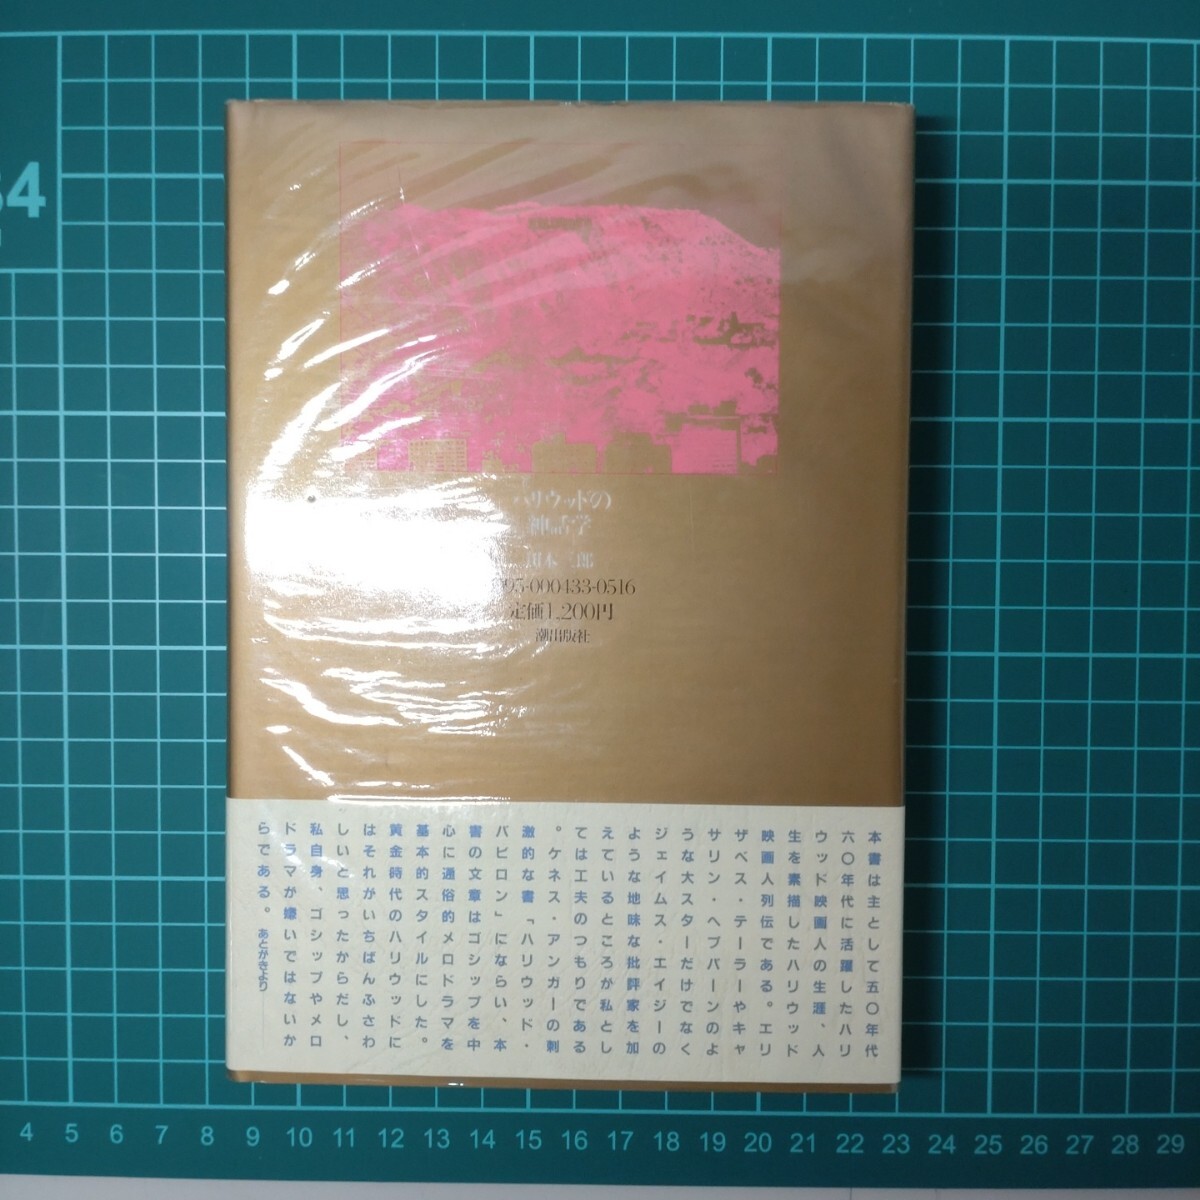 ハリウッドの
神話学
川本三郎
95-000433-0516
定価1,200円
潮出版社
本書は主として五〇年代
六〇年代に活躍したハリ
ウッド映画人の生涯、人
生を素描したハリウッド
映画人列伝である。エリ
ザベス・テーラーやキャ
サリン・ヘプバーンのよ
うな大スターだけでなく
ジェイムス・エイジーの
ような地味な批評家を加
えているところが私とし
ては工夫のつもりである
。ケネス・アンガーの刺
激的な書「ハリウッド・
バビロン」にならい、本
書の文章はゴシップを中
心に通俗的メロドラマを
基本的スタイルにした。
黄金時代のハリウッドに
はそれがいちばんふさわ
しいと思ったからだし、
私自身、ゴシップやメロ
ドラマが嫌いではないか
らである。あとがきより
4 5 6 7 8 9 10 11 12 13 14 15 16 17 18 19 20 21 22 23 24 25 26 27 28 29